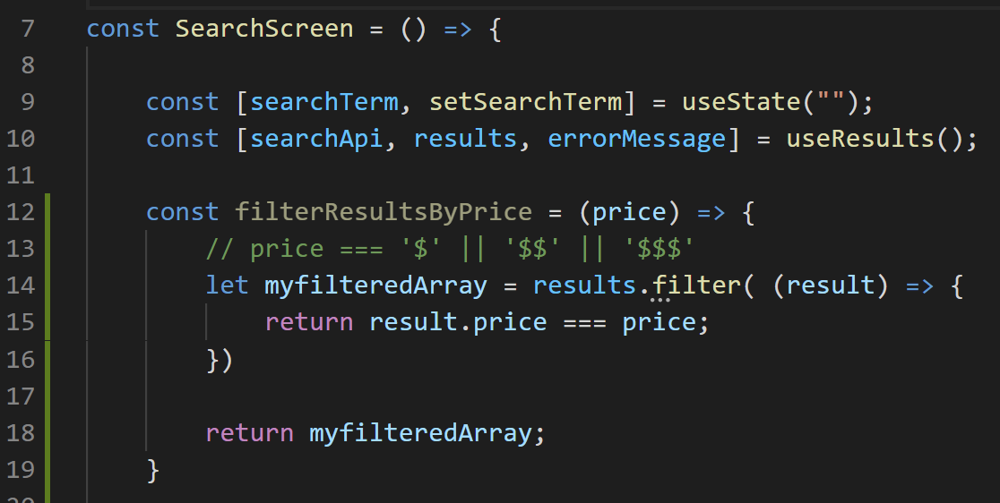 7 const SearchScreen = () => {
8
9 const [searchTerm, setSearchTerm] = useState("");
10 const [searchApi, results, errorMessage] = useResults();
11
12 const filterResultsByPrice = (price) => {
13 // price === '$' || '$$' || '$$$'
14 let myfilteredArray = results.filter( (result) => {
15 return result.price === price;
16 })
17
18 return myfilteredArray;
19 }
20